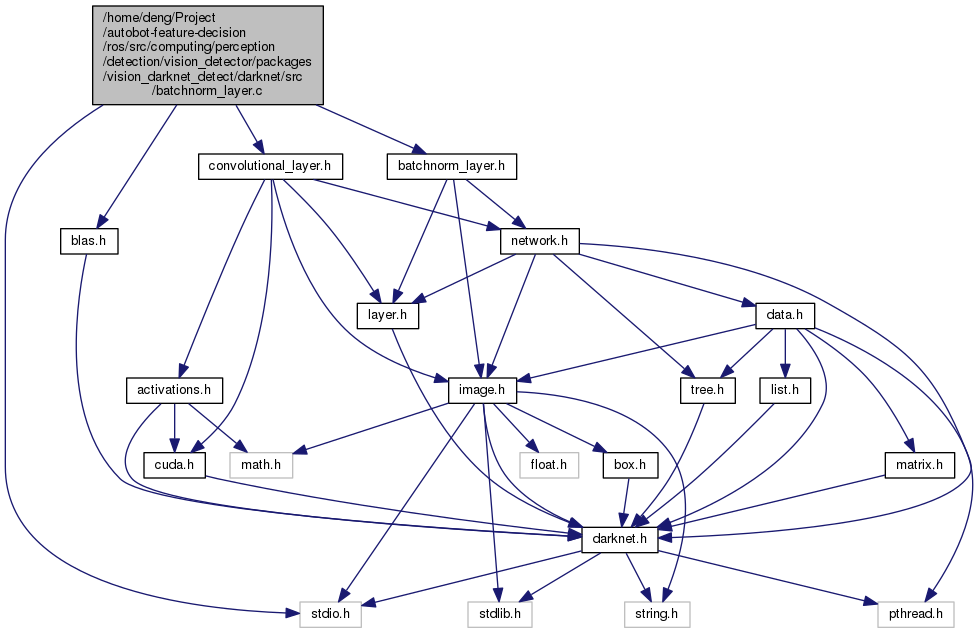 /home/deng/Project
/autobot-feature-decision
/ros/src/computing/perception
/detection/vision_detector/packages
/vision_darknet_detect/darknet/src
/batchnorm_layer.c
convolutional_layer.h
batchnorm_layer.h
blas.h
network.h
layer.h
data.h
activations.h
image.h
tree.h
list.h
cuda.h
math.h
float.h
box.h
matrix.h
darknet.h
stdio.h
stdlib.h
string.h
pthread.h